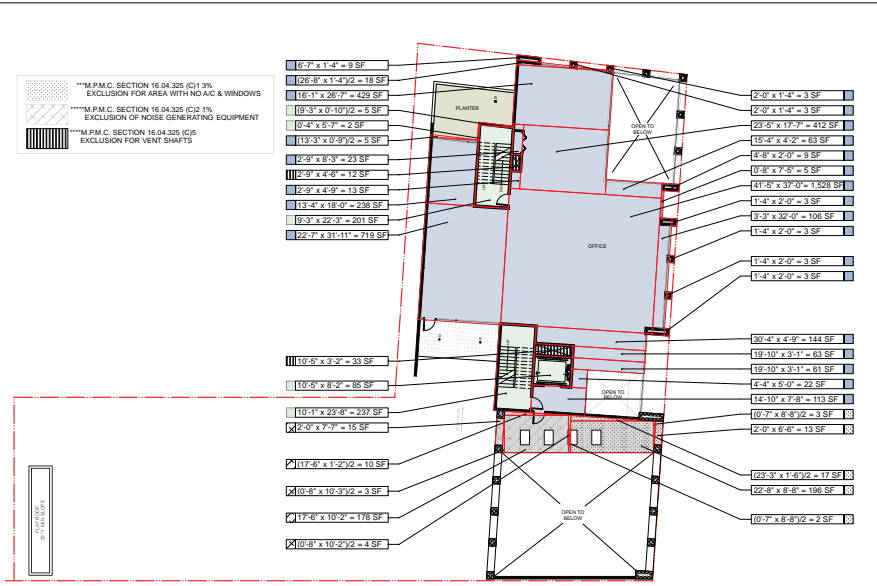 ***M.P.M.C. SECTION 16.04.325 (C)1 3%
EXCLUSION FOR AREA WITH NO A/C & WINDOWS
*****M.P.M.C. SECTION 16.04.325 (C)2 1%
EXCLUSION OF NOISE GENERATING EQUIPMENT
****M.P.M.C. SECTION 16.04.325 (C)5
EXCLUSION FOR VENT SHAFTS
6'-7" x 1'-4" = 9 SF
(26'-8" x 1'-4")/2 = 18 SF
16'-1" x 26'-7" = 429 SF
(9'-3" x 0'-10")/2 = 5 SF
0'-4" x 5'-7" = 2 SF
(13'-3" x 0'-9")/2 = 5 SF
2'-9" x 8'-3" = 23 SF
2'-9" x 4'-6" = 12 SF
2'-9" x 4'-9" = 13 SF
13'-4" x 18'-0" = 238 SF
9'-3" x 22'-3" = 201 SF
22'-7" x 31'-11" = 719 SF
10'-5" x 3'-2" = 33 SF
10'-5" x 8'-2" = 85 SF
10'-1" x 23'-8" = 237 SF
2'-0" x 7'-7" = 15 SF
(17'-6" x 1'-2")/2 = 10 SF
(0'-8" x 10'-3")/2 = 3 SF
17'-6" x 10'-2" = 178 SF
(0'-8" x 10'-2")/2 = 4 SF
PLANTER
OPEN TO
BELOW
UP
OFFICE
UP
OPEN TO
BELOW
OPEN TO
BELOW
FLAT ROOF
2'-0" x 1'-4" = 3 SF
2'-0" x 1'-4" = 3 SF
23'-5" x 17'-7" = 412 SF
15'-4" x 4'-2" = 63 SF
4'-8" x 2'-0" = 9 SF
0'-8" x 7'-5" = 5 SF
41'-5" x 37'-0"= 1,528 SF
1'-4" x 2'-0" = 3 SF
3'-3" x 32'-0" = 106 SF
1'-4" x 2'-0" = 3 SF
1'-4" x 2'-0" = 3 SF
1'-4" x 2'-0" = 3 SF
30'-4" x 4'-9" = 144 SF
19'-10" x 3'-1" = 63 SF
19'-10" x 3'-1" = 61 SF
4'-4" x 5'-0" = 22 SF
14'-10" x 7'-8" = 113 SF
(0'-7" x 8'-8")/2 = 3 SF
2'-0" x 6'-6" = 13 SF
(23'-3" x 1'-6")/2 = 17 SF
22'-8" x 8'-8" = 196 SF
(0'-7" x 8'-8")/2 = 2 SF